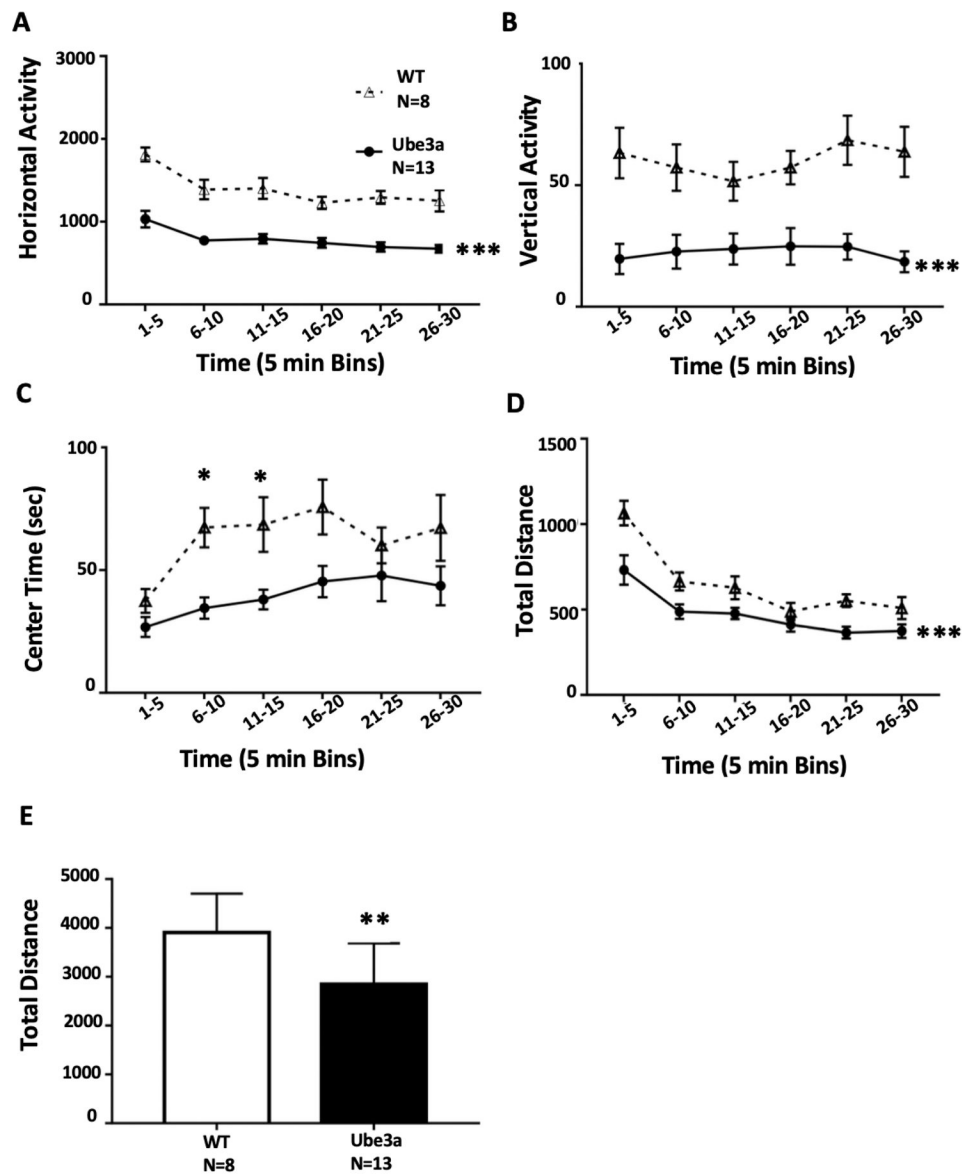 A
Horizontal Activity
3000
2000
1000
0
WT
N=8
Ube3a
N=13
***
1-5
6-10
11-15
16-20
21-25
26-30
Time (5 min Bins)
B
Vertical Activity
100
50
0
***
1-5
6-10
11-15
16-20
21-25
26-30
Time (5 min Bins)
C
Center Time (sec)
100
50
0
*
*
1-5
6-10
11-15
16-20
21-25
26-30
Time (5 min Bins)
D
Total Distance
1500
1000
500
0
***
1-5
6-10
11-15
16-20
21-25
26-30
Time (5 min Bins)
E
Total Distance
5000
4000
3000
2000
1000
0
**
WT
N=8
Ube3a
N=13